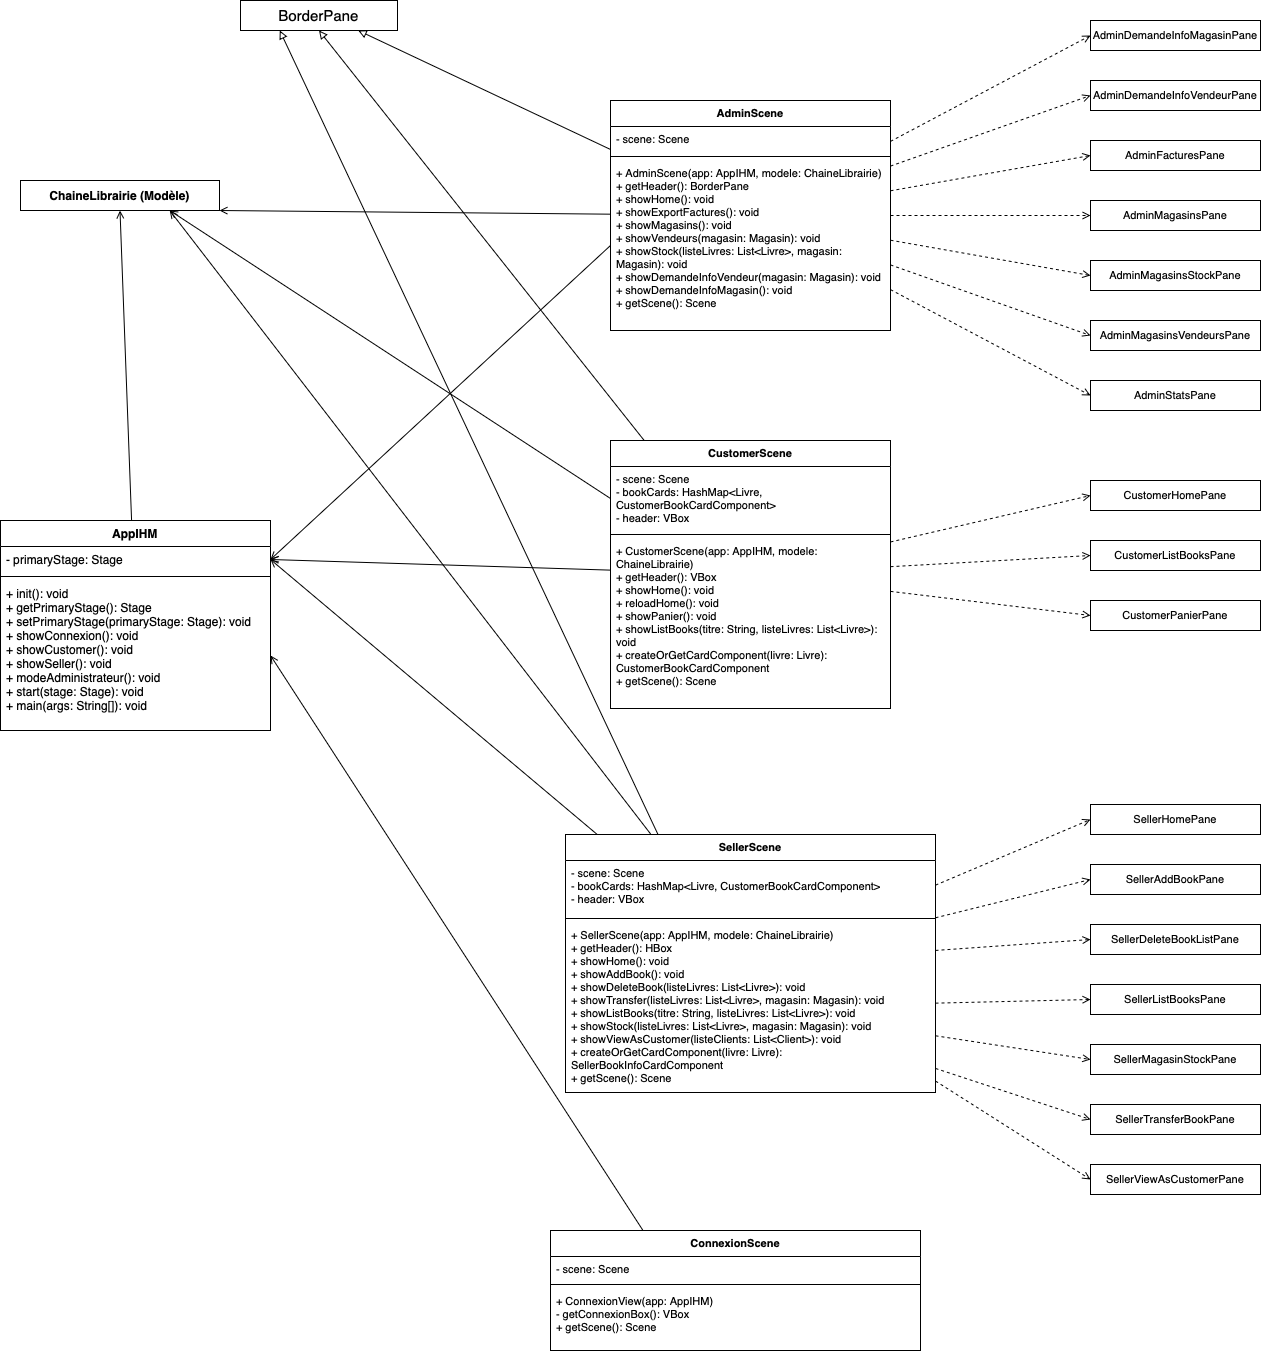 BorderPane
AdminDemandeInfoMagasinPane
AdminDemandeInfoVendeurPane
AdminFacturesPane
AdminMagasinsPane
AdminMagasinsStockPane
AdminMagasinsVendeursPane
AdminStatsPane
AdminScene
- scene: Scene
+ AdminScene(app: AppIHM, modele: ChaineLibrairie)
+ getHeader(): BorderPane
+ showHome(): void
+ showExportFactures(): void
+ showMagasins(): void
+ showVendeurs(magasin: Magasin): void
+ showStock(listeLivres: List<Livre>, magasin:
Magasin): void
+ showDemandeInfoVendeur(magasin: Magasin): void
+ showDemandeInfoMagasin(): void
+ getScene(): Scene
ChaineLibrairie (Modèle)
CustomerScene
- scene: Scene
- bookCards: HashMap<Livre,
CustomerBookCardComponent>
- header: VBox
+ CustomerScene(app: AppIHM, modele:
ChaineLibrairie)
+ getHeader(): VBox
+ showHome(): void
+ reloadHome(): void
+ showPanier(): void
+ showListBooks(titre: String, listeLivres: List<Livre>):
void
+ createOrGetCardComponent(livre: Livre):
CustomerBookCardComponent
+ getScene(): Scene
CustomerHomePane
CustomerListBooksPane
CustomerPanierPane
AppIHM
- primaryStage: Stage
+ init(): void
+ getPrimaryStage(): Stage
+ setPrimaryStage(primaryStage: Stage): void
+ showConnexion(): void
+ showCustomer(): void
+ showSeller(): void
+ modeAdministrateur(): void
+ start(stage: Stage): void
+ main(args: String[]): void
SellerScene
- scene: Scene
- bookCards: HashMap<Livre, CustomerBookCardComponent>
- header: VBox
+ SellerScene(app: AppIHM, modele: ChaineLibrairie)
+ getHeader(): HBox
+ showHome(): void
+ showAddBook(): void
+ showDeleteBook(listeLivres: List<Livre>): void
+ showTransfer(listeLivres: List<Livre>, magasin: Magasin): void
+ showListBooks(titre: String, listeLivres: List<Livre>): void
+ showStock(listeLivres: List<Livre>, magasin: Magasin): void
+ showViewAsCustomer(listeClients: List<Client>): void
+ createOrGetCardComponent(livre: Livre):
SellerBookInfoCardComponent
+ getScene(): Scene
SellerHomePane
SellerAddBookPane
SellerDeleteBookListPane
SellerListBooksPane
SellerMagasinStockPane
SellerTransferBookPane
SellerViewAsCustomerPane
ConnexionScene
- scene: Scene
+ ConnexionView(app: AppIHM)
- getConnexionBox(): VBox
+ getScene(): Scene